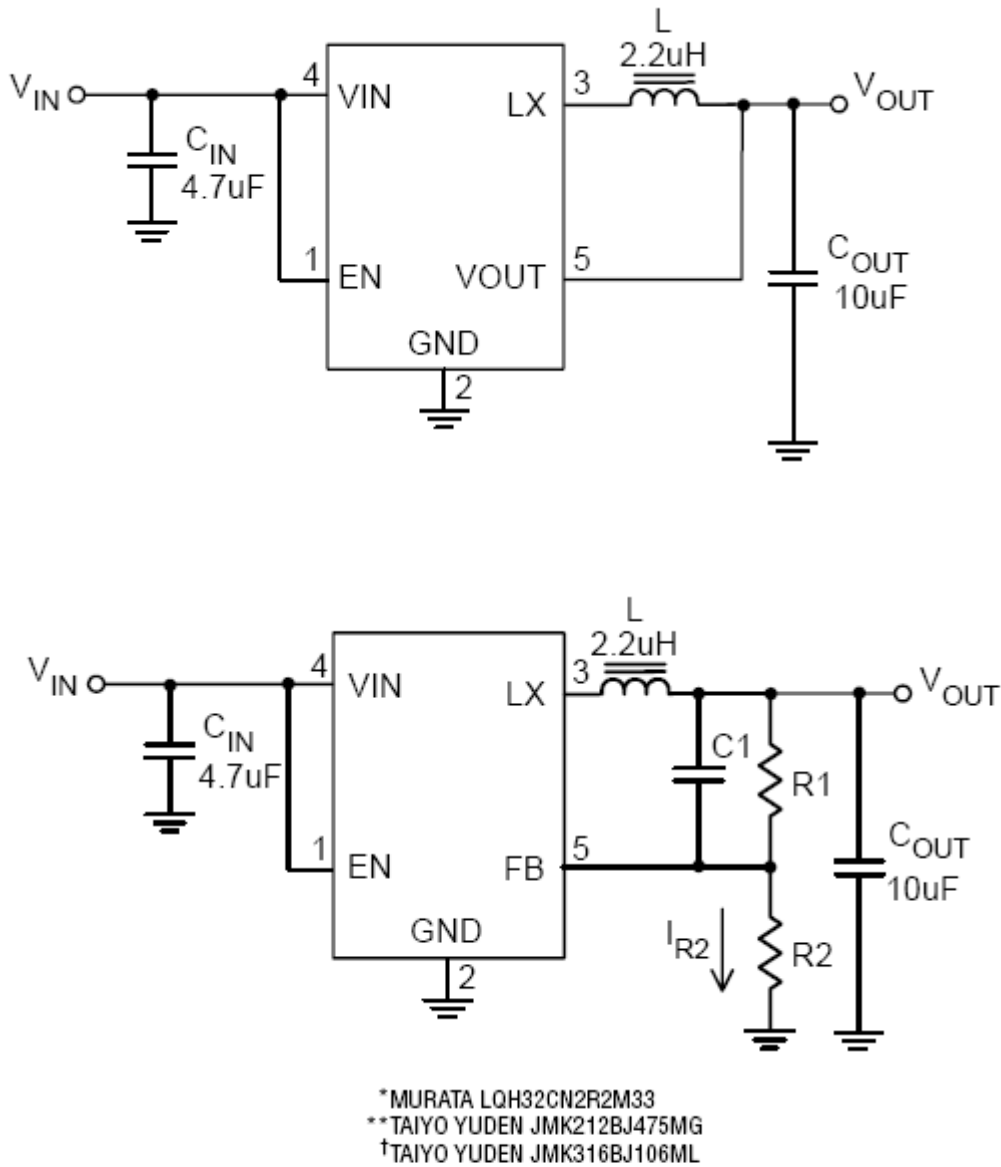 L
2.2uH
VIN
4
VIN
LX
3
VOUT
CIN
4.7uF
1
EN
VOUT
5
COUT
10uF
GND
2
L
2.2uH
VIN
4
VIN
LX
3
VOUT
CIN
4.7uF
C1
R1
1
EN
FB
5
COUT
10uF
GND
2
IR2
R2
*MURATA LQH32CN2R2M33
**TAIYO YUDEN JMK212BJ475MG
†TAIYO YUDEN JMK316BJ106ML